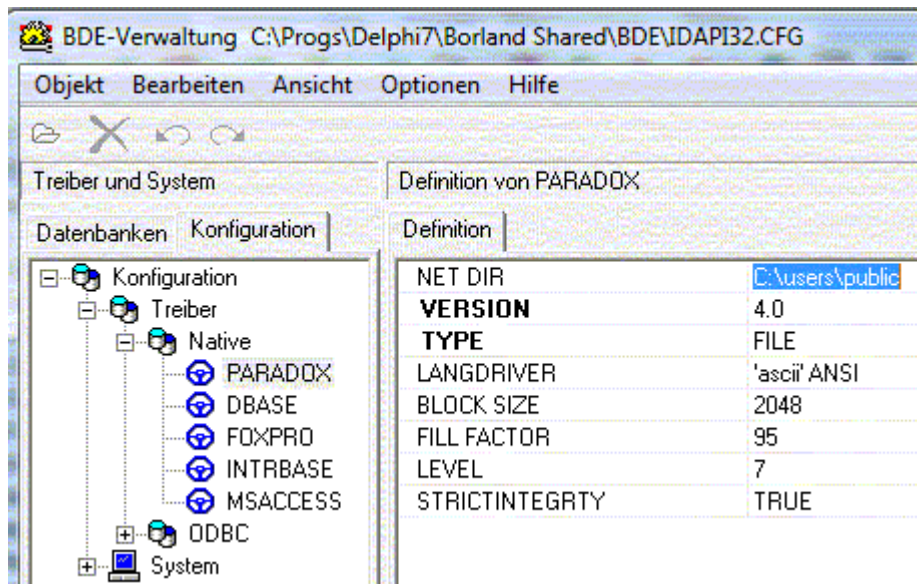 BDE-Verwaltung C:\Progs\Delphi7\Borland Shared\BDE\IDAPI32.CFG
Objekt Bearbeiten Ansicht Optionen Hilfe
Treiber und System
Definition von PARADOX
Datenbanken Konfiguration
Definition
Konfiguration
Treiber
Native
PARADOX
DBASE
FOXPRO
INTRBASE
MSACCESS
ODBC
System
NET DIR C:\users\public
VERSION 4.0
TYPE FILE
LANGDRIVER 'ascii' ANSI
BLOCK SIZE 2048
FILL FACTOR 95
LEVEL 7
STRICTINTEGRTY TRUE